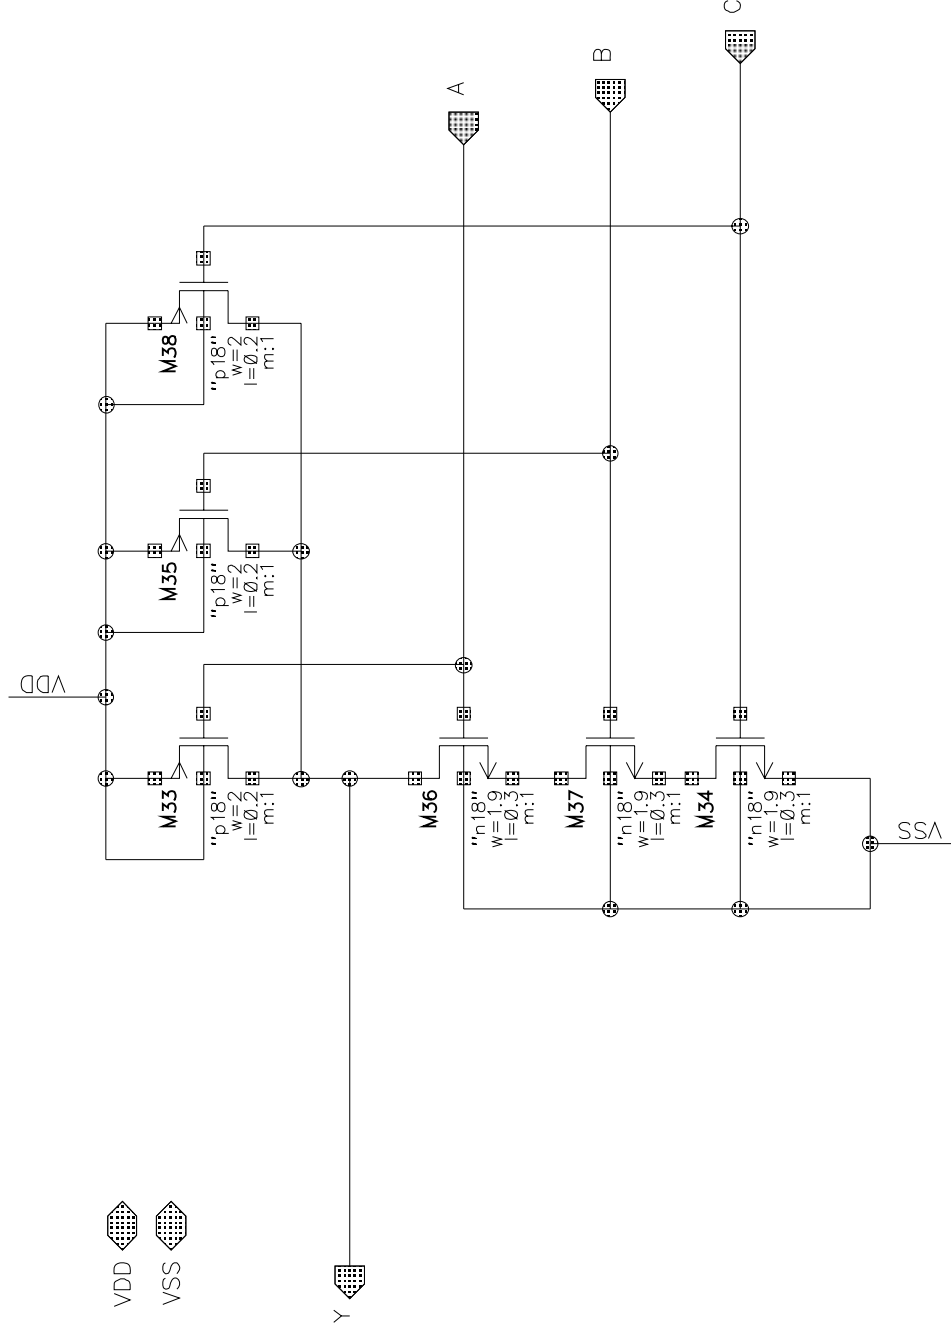 C
B
A
M38
"p18"
w=2
l=0.2
m:1
M35
"p18"
w=2
l=0.2
m:1
VDD
M33
"p18"
w=2
l=0.2
m:1
M36
"n18"
w=1.9
l=0.3
m:1
M37
"n18"
w=1.9
l=0.3
m:1
M34
"n18"
w=1.9
l=0.3
m:1
VSS
VDD
VSS
Y